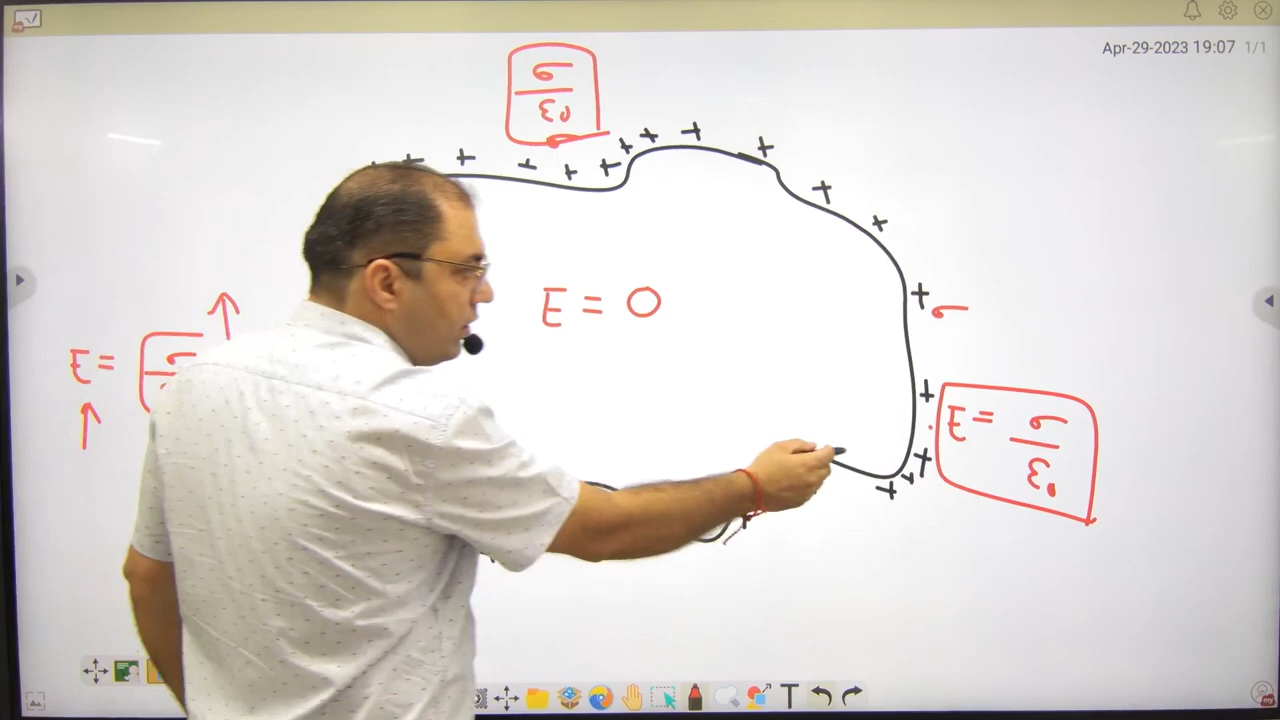 Apr-29-2023 19:07 1/1
σ
ε₀
+ + + + + + + + + + + + + + + + + + +
E = 0
σ
E =
E = σ
ε₀
T